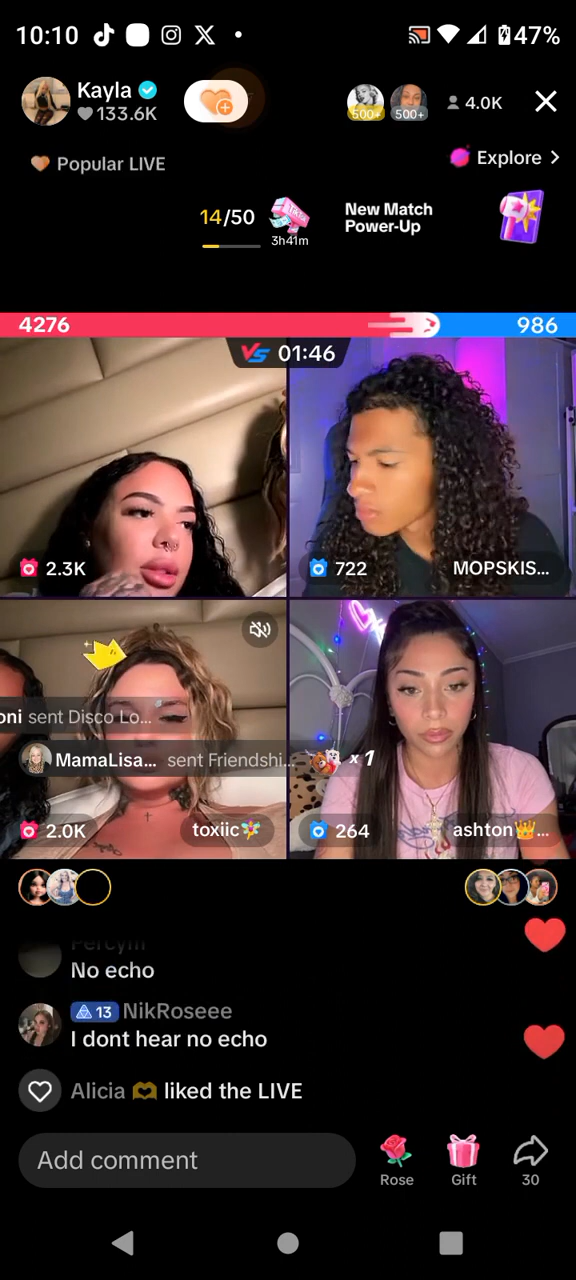 10:10
47%
Kayla
133.6K
500+
500+
4.0K
Popular LIVE
Explore >
14/50
3h41m
New Match
Power-Up
4276
986
VS 01:46
2.3K
722
MOPSKIS...
oni sent Disco Lo...
MamaLisa... sent Friendshi...
x 1
2.0K
toxiic
264
ashton👑...
No echo
13 NikRoseee
I dont hear no echo
Alicia 🫶 liked the LIVE
Add comment
Rose
Gift
30